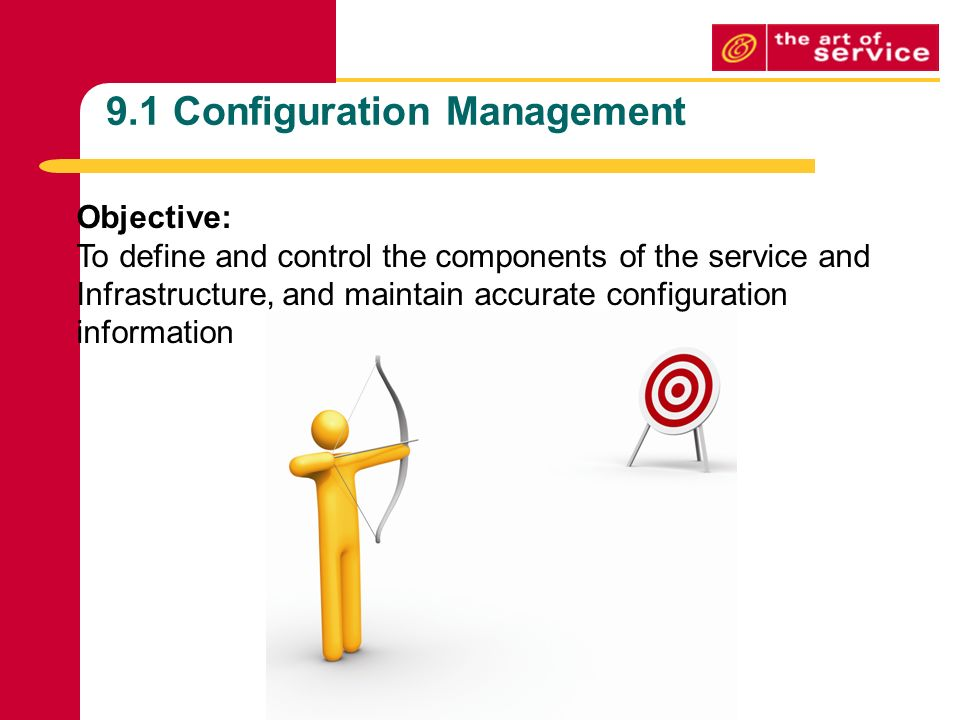 the art of
service
9.1 Configuration Management
Objective:
To define and control the components of the service and
Infrastructure, and maintain accurate configuration
information